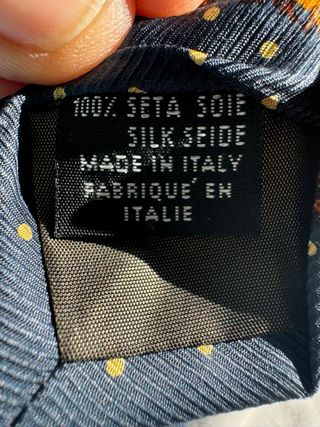 100% SETA SOIE
SILK SEIDE
MADE IN ITALY
FABRIQUE' EN
ITALIE